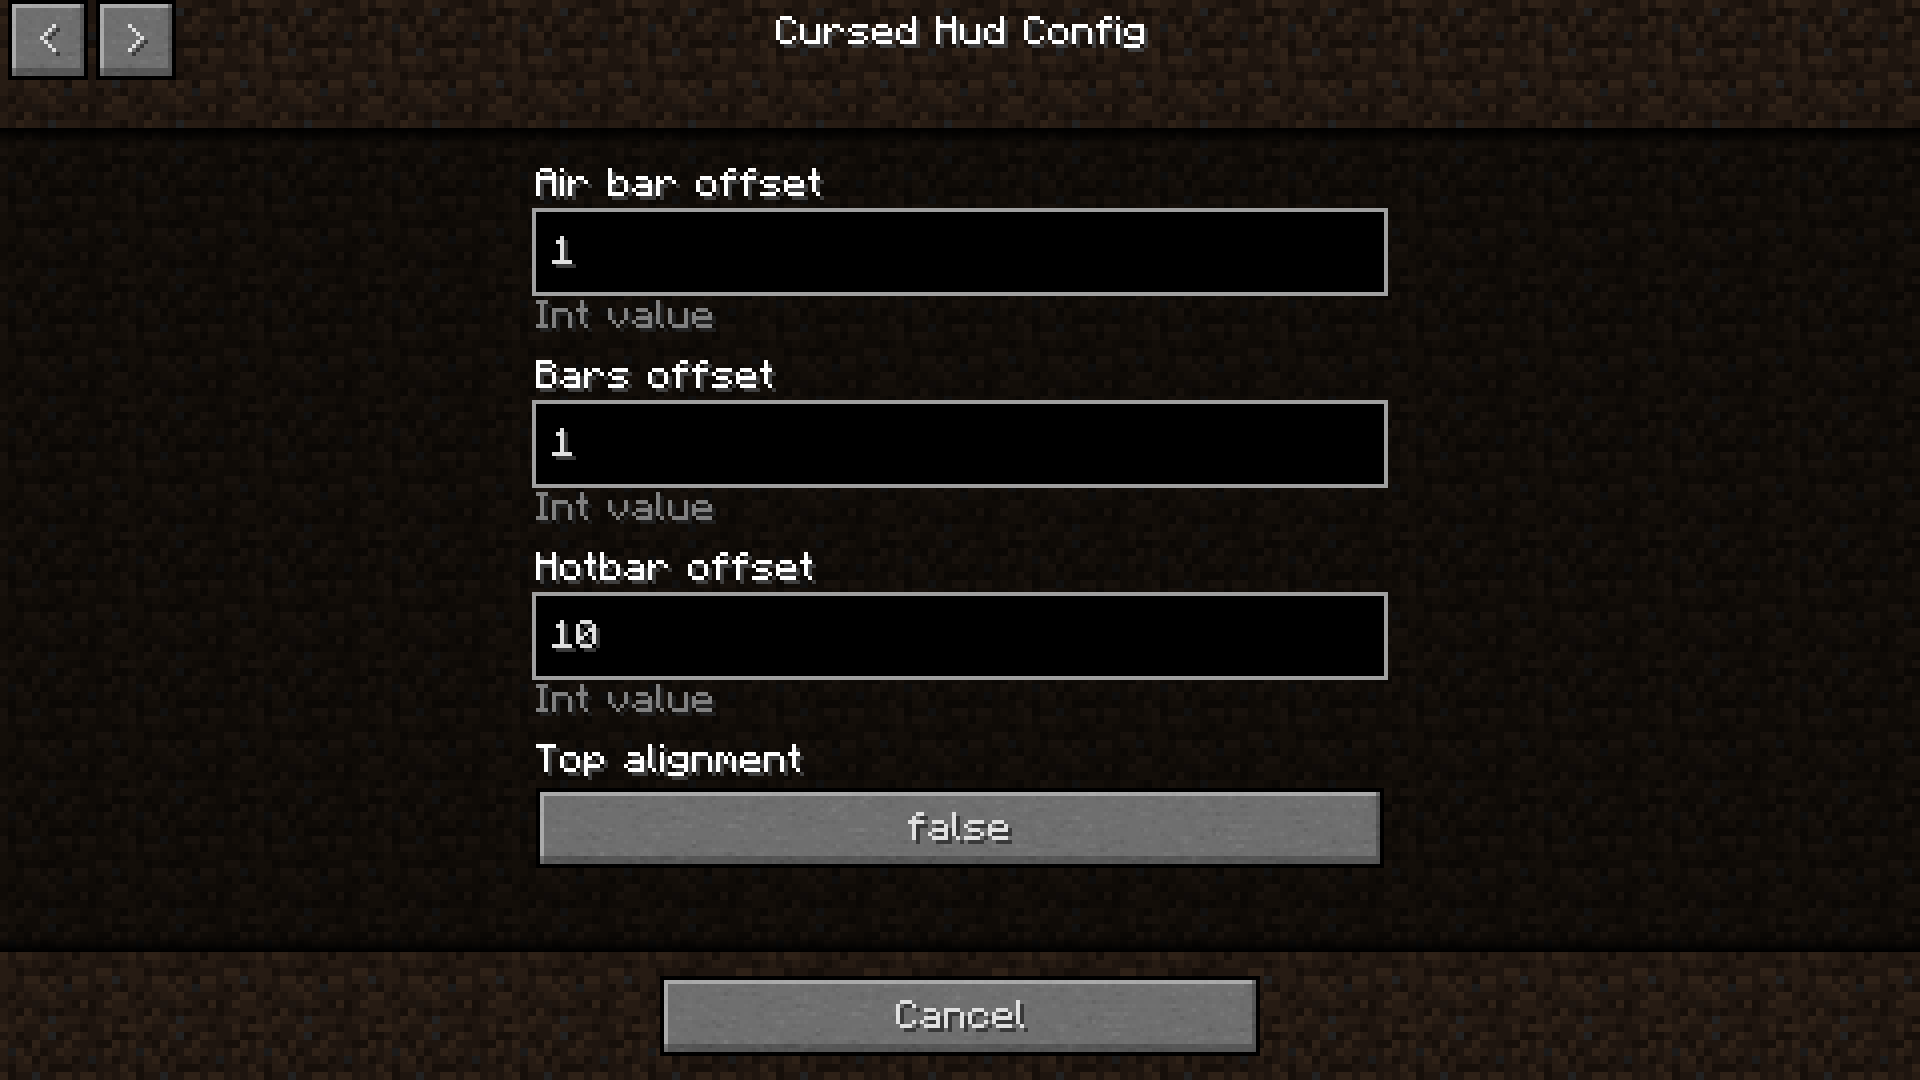 < >
Cursed Hud Config
Air bar offset
1
Int value
Bars offset
1
Int value
Hotbar offset
10
Int value
Top alignment
false
Cancel